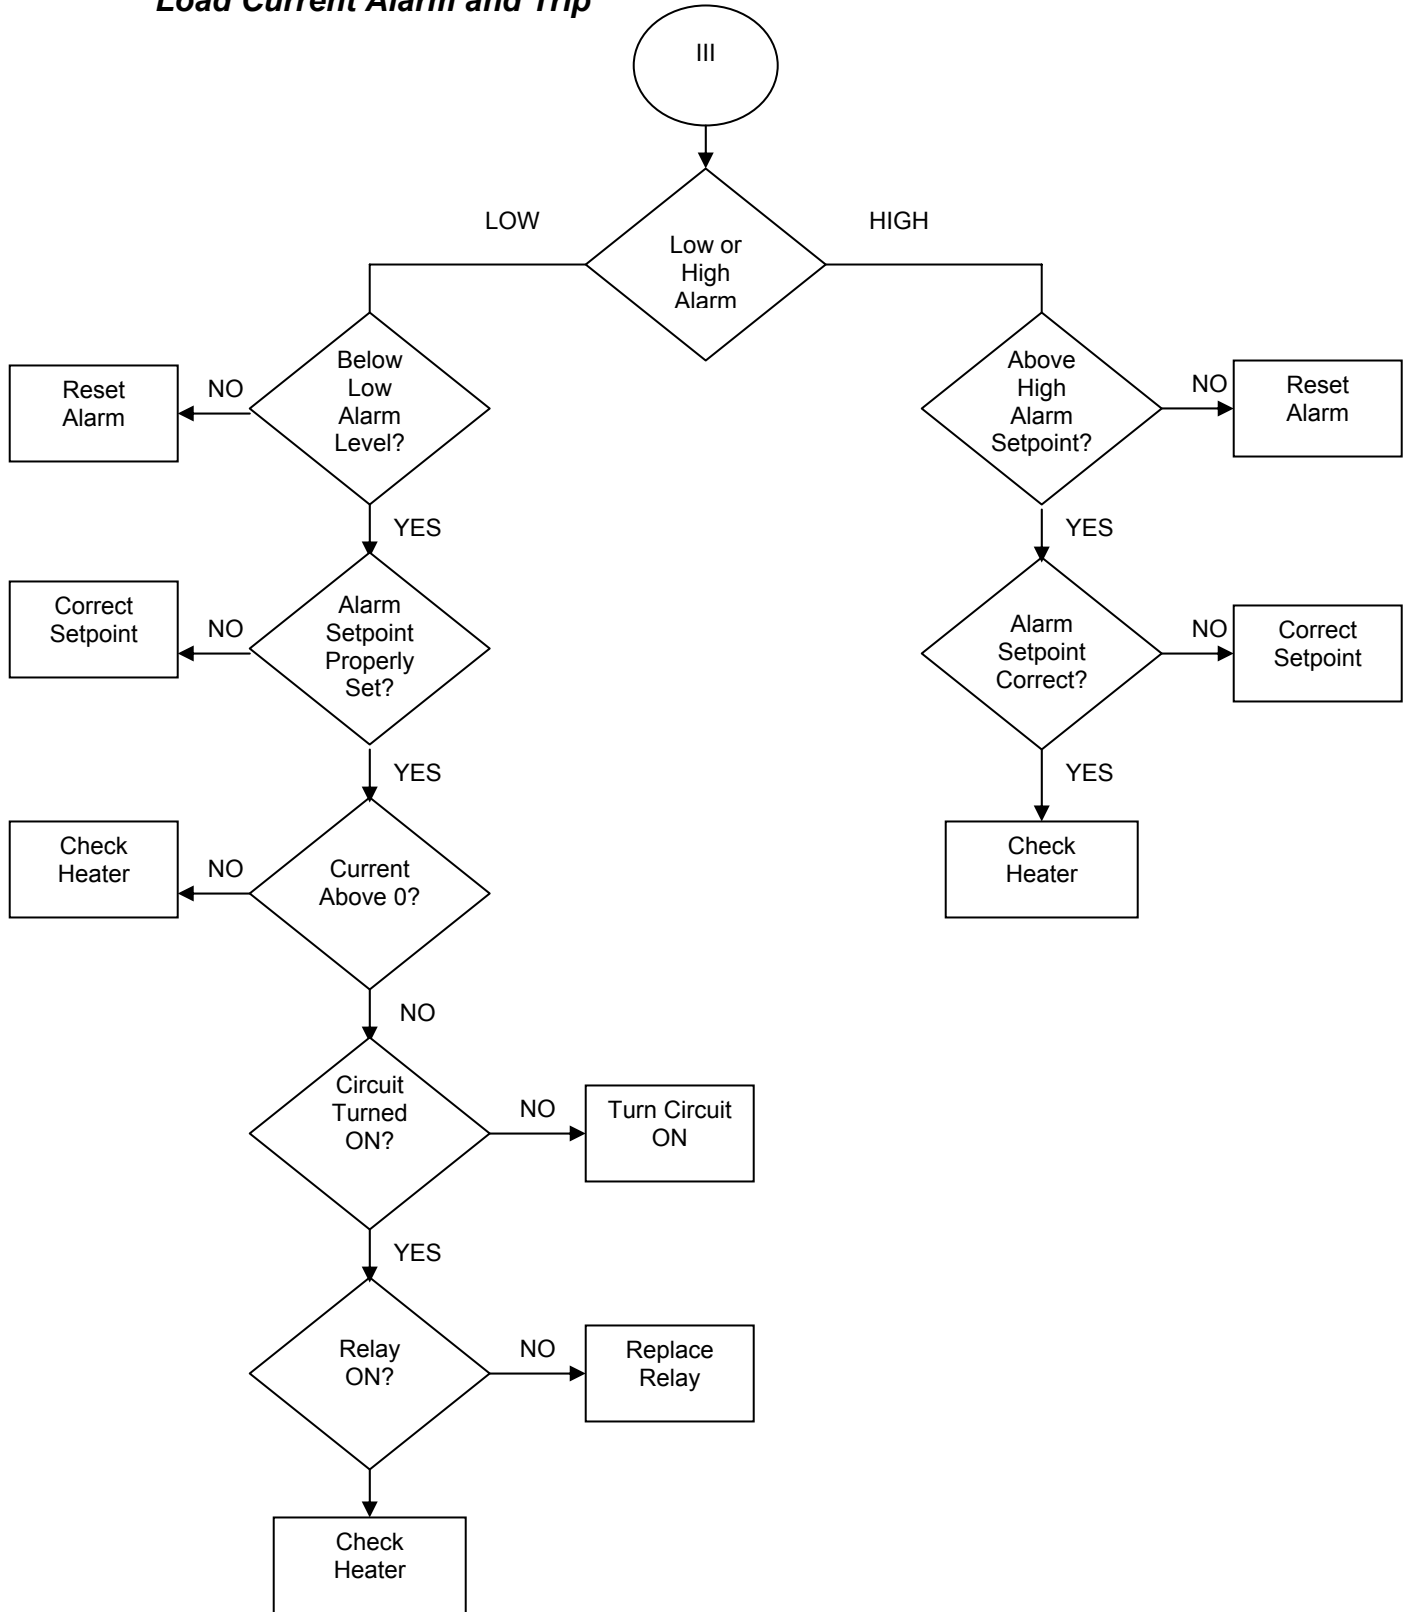 Load Current Alarm and Trip
III
LOW
HIGH
Low or
High
Alarm
Below
Low
Alarm
Level?
NO
Reset
Alarm
Above
High
Alarm
Setpoint?
NO
Reset
Alarm
YES
YES
Alarm
Setpoint
Properly
Set?
NO
Correct
Setpoint
Alarm
Setpoint
Correct?
NO
Correct
Setpoint
YES
YES
Current
Above 0?
NO
Check
Heater
Check
Heater
NO
Circuit
Turned
ON?
NO
Turn Circuit
ON
YES
Relay
ON?
NO
Replace
Relay
Check
Heater